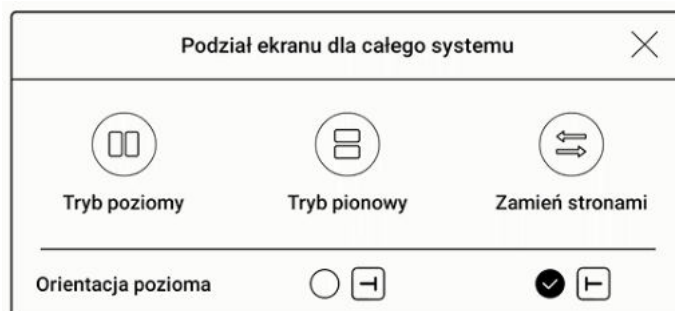 Podział ekranu dla całego systemu
Tryb poziomy Tryb pionowy Zamień stronami
Orientacja pozioma